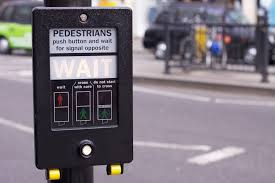 PEDESTRIANS
push button and wait
for signal opposite
WAIT
wait
cross with care
do not start to cross